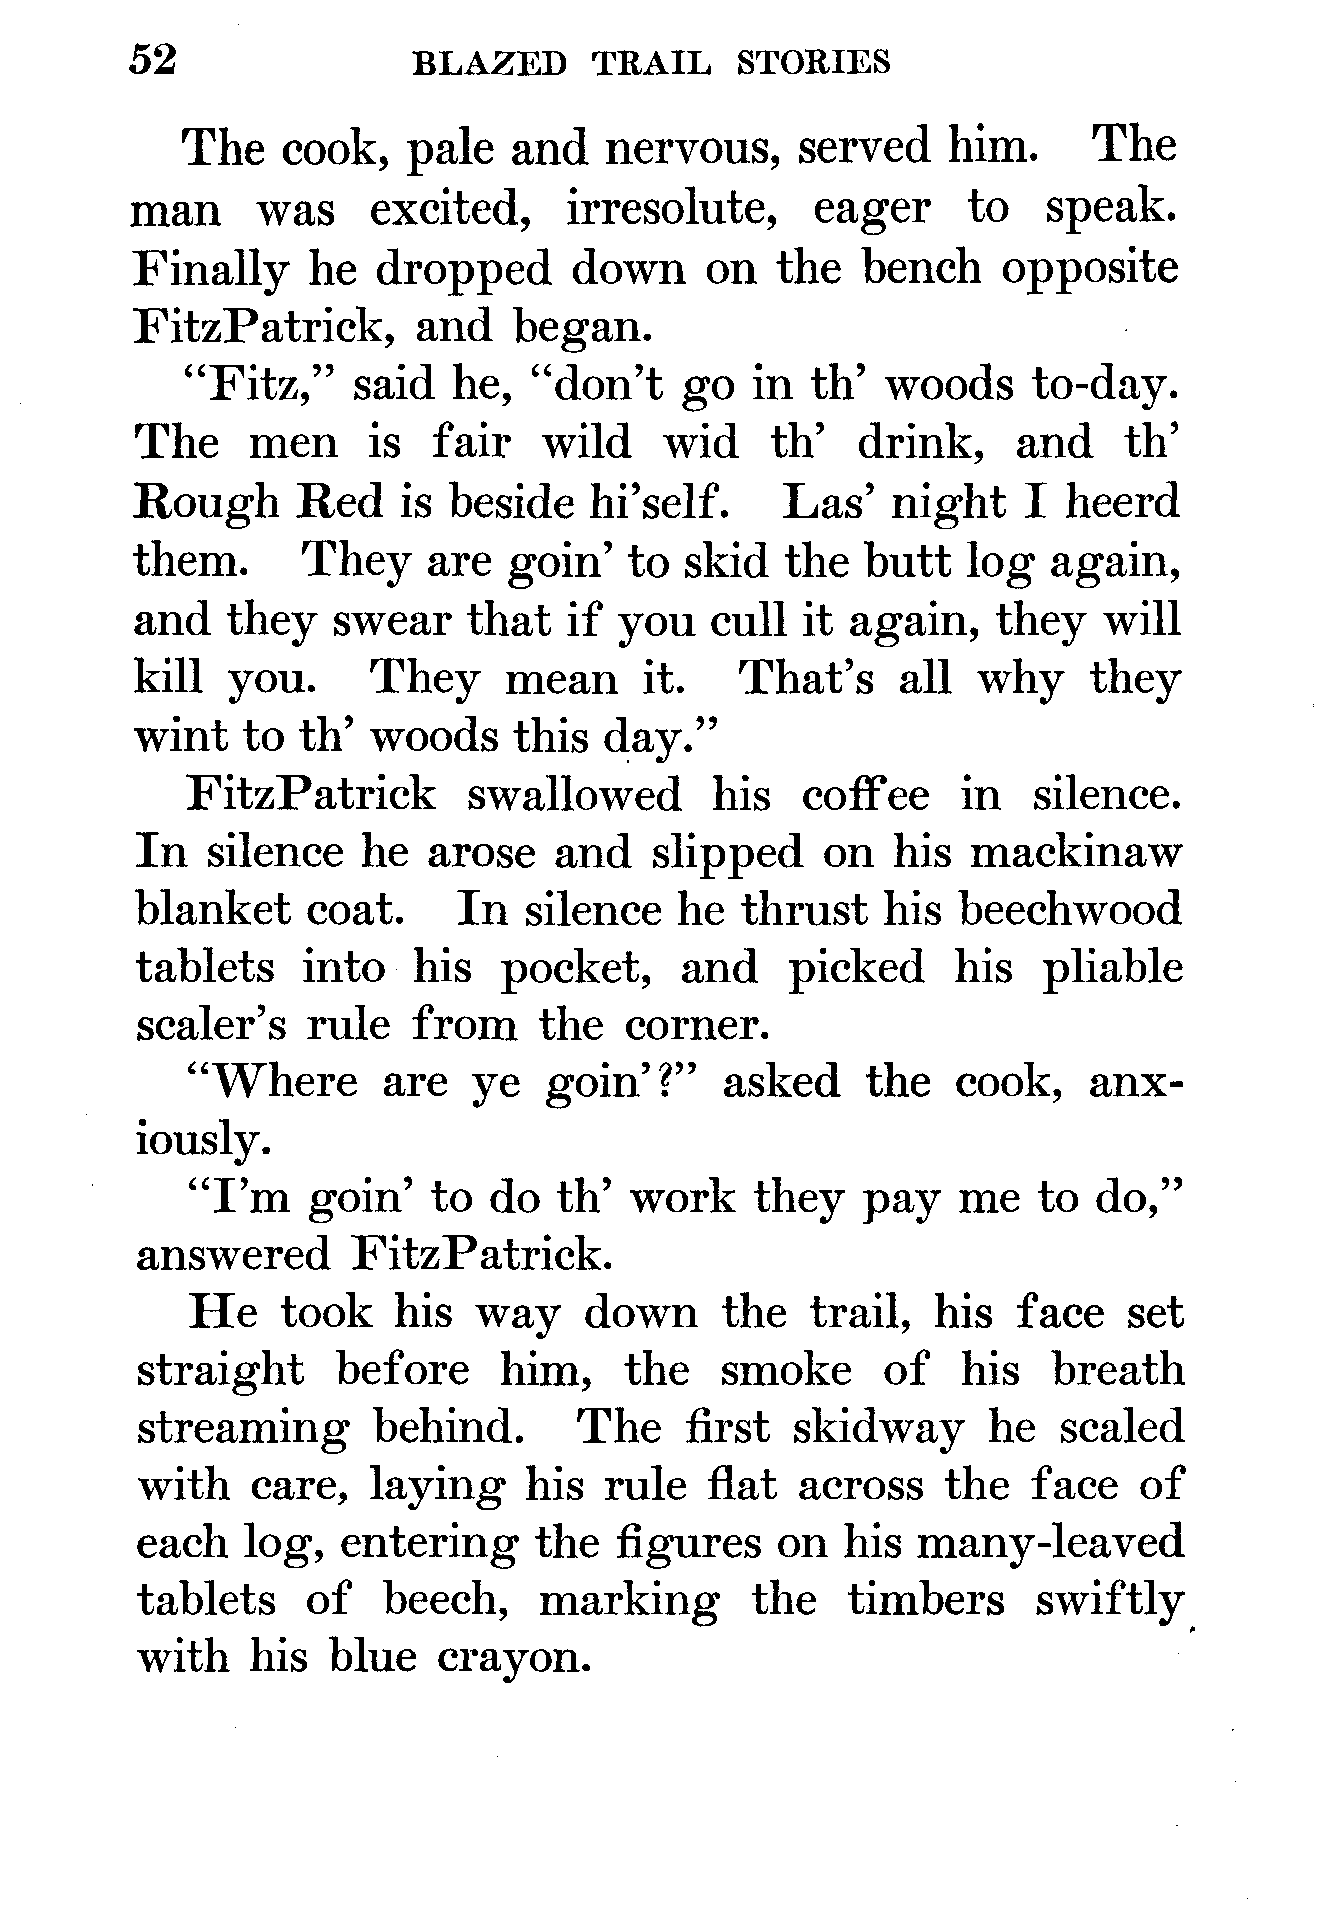 52 BLAZED TRAIL STORIES
The cook, pale and nervous, served him. The
man was excited, irresolute, eager to speak.
Finally he dropped down on the bench opposite
FitzPatrick, and began.
“Fitz,” said he, “don’t go in th’ woods to-day.
The men is fair wild wid th’ drink, and th’
Rough Red is beside hi’self. Las’ night I heerd
them. They are goin’ to skid the butt log again,
and they swear that if you cull it again, they will
kill you. They mean it. That’s all why they
wint to th’ woods this day.”
FitzPatrick swallowed his coffee in silence.
In silence he arose and slipped on his mackinaw
blanket coat. In silence he thrust his beechwood
tablets into his pocket, and picked his pliable
scaler’s rule from the corner.
“Where are ye goin’?” asked the cook, anx-
iously.
“I’m goin’ to do th’ work they pay me to do,”
answered FitzPatrick.
He took his way down the trail, his face set
straight before him, the smoke of his breath
streaming behind. The first skidway he scaled
with care, laying his rule flat across the face of
each log, entering the figures on his many-leaved
tablets of beech, marking the timbers swiftly
with his blue crayon.